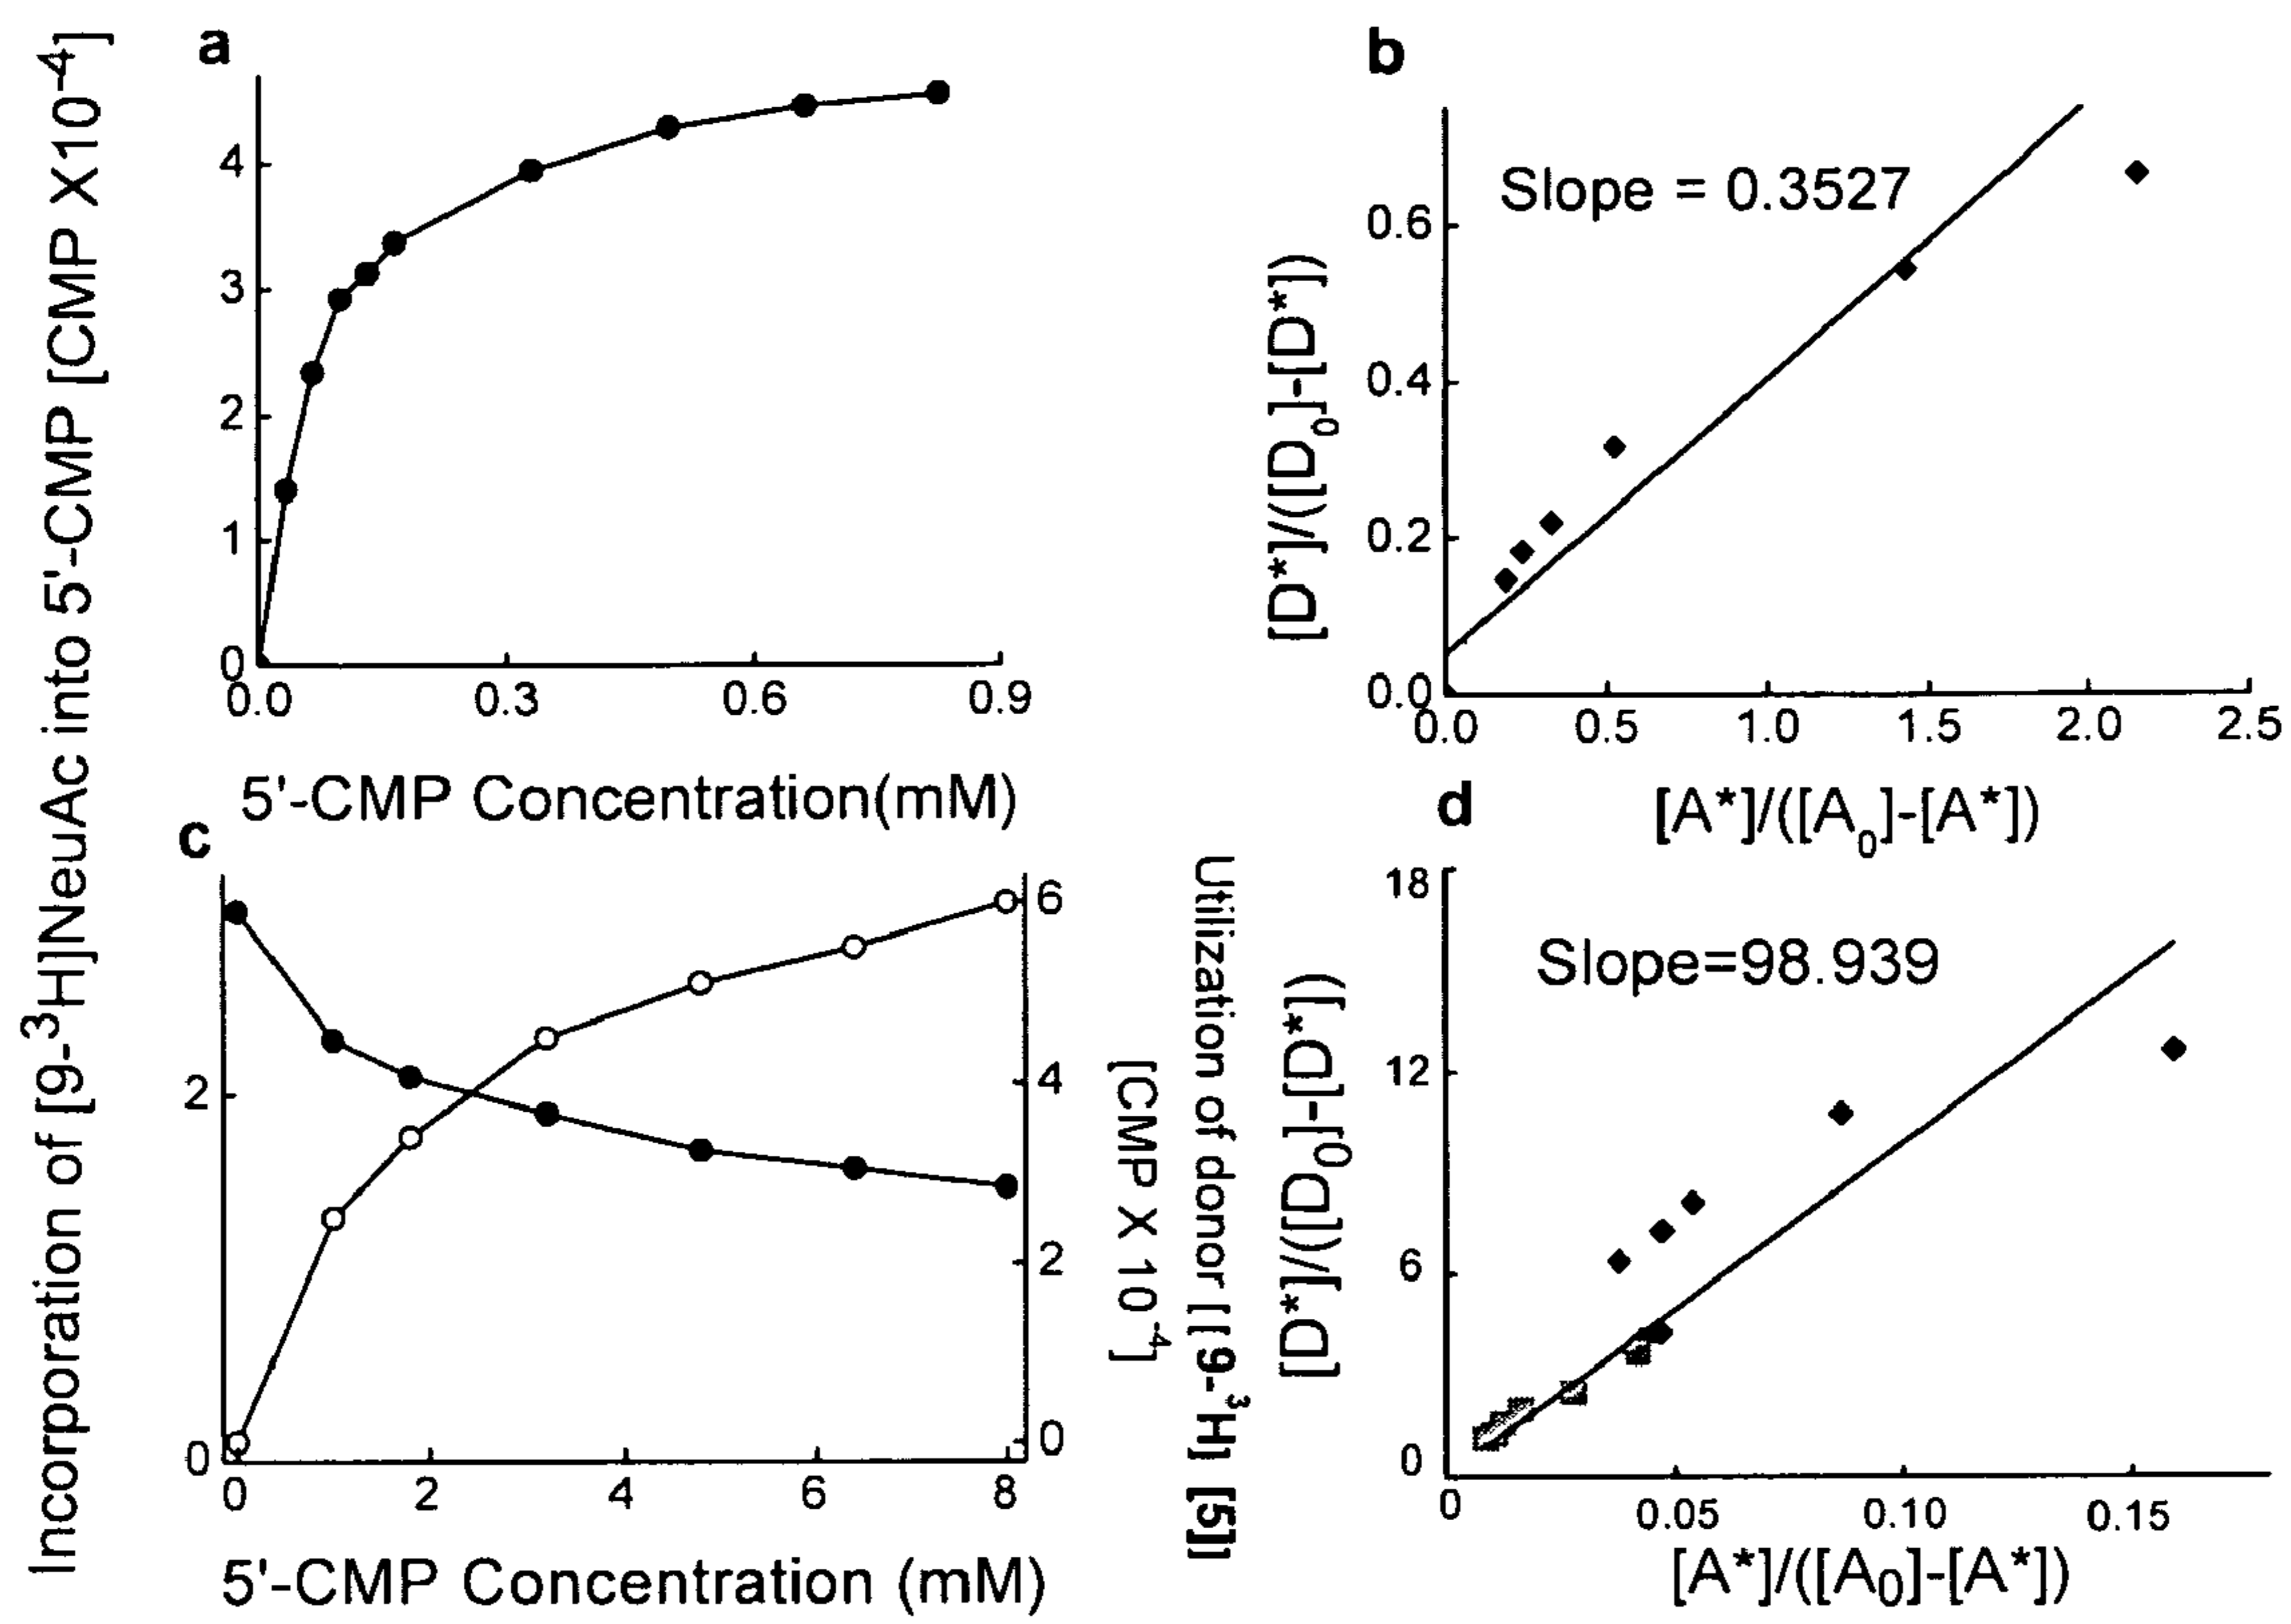 Incorporation of [9-³H]NeuAc into 5'-CMP [CMP X10⁻⁴]
a
4
3
2
1
0
0.0 0.3 0.6 0.9
5'-CMP Concentration(mM)
b
Slope = 0.3527
0.6
0.4
0.2
0.0
[D*]/([D₀]-[D*])
0.0 0.5 1.0 1.5 2.0 2.5
[A*]/([A₀]-[A*])
c
2
0
6
4
2
0
0 2 4 6 8
5'-CMP Concentration (mM)
Utilization of donor [[9-³H] [5]]
[CMP X 10⁻⁴]
d
Slope=98.939
18
12
6
0
[D*]/([D₀]-[D*])
0 0.05 0.10 0.15
[A*]/([A₀]-[A*])